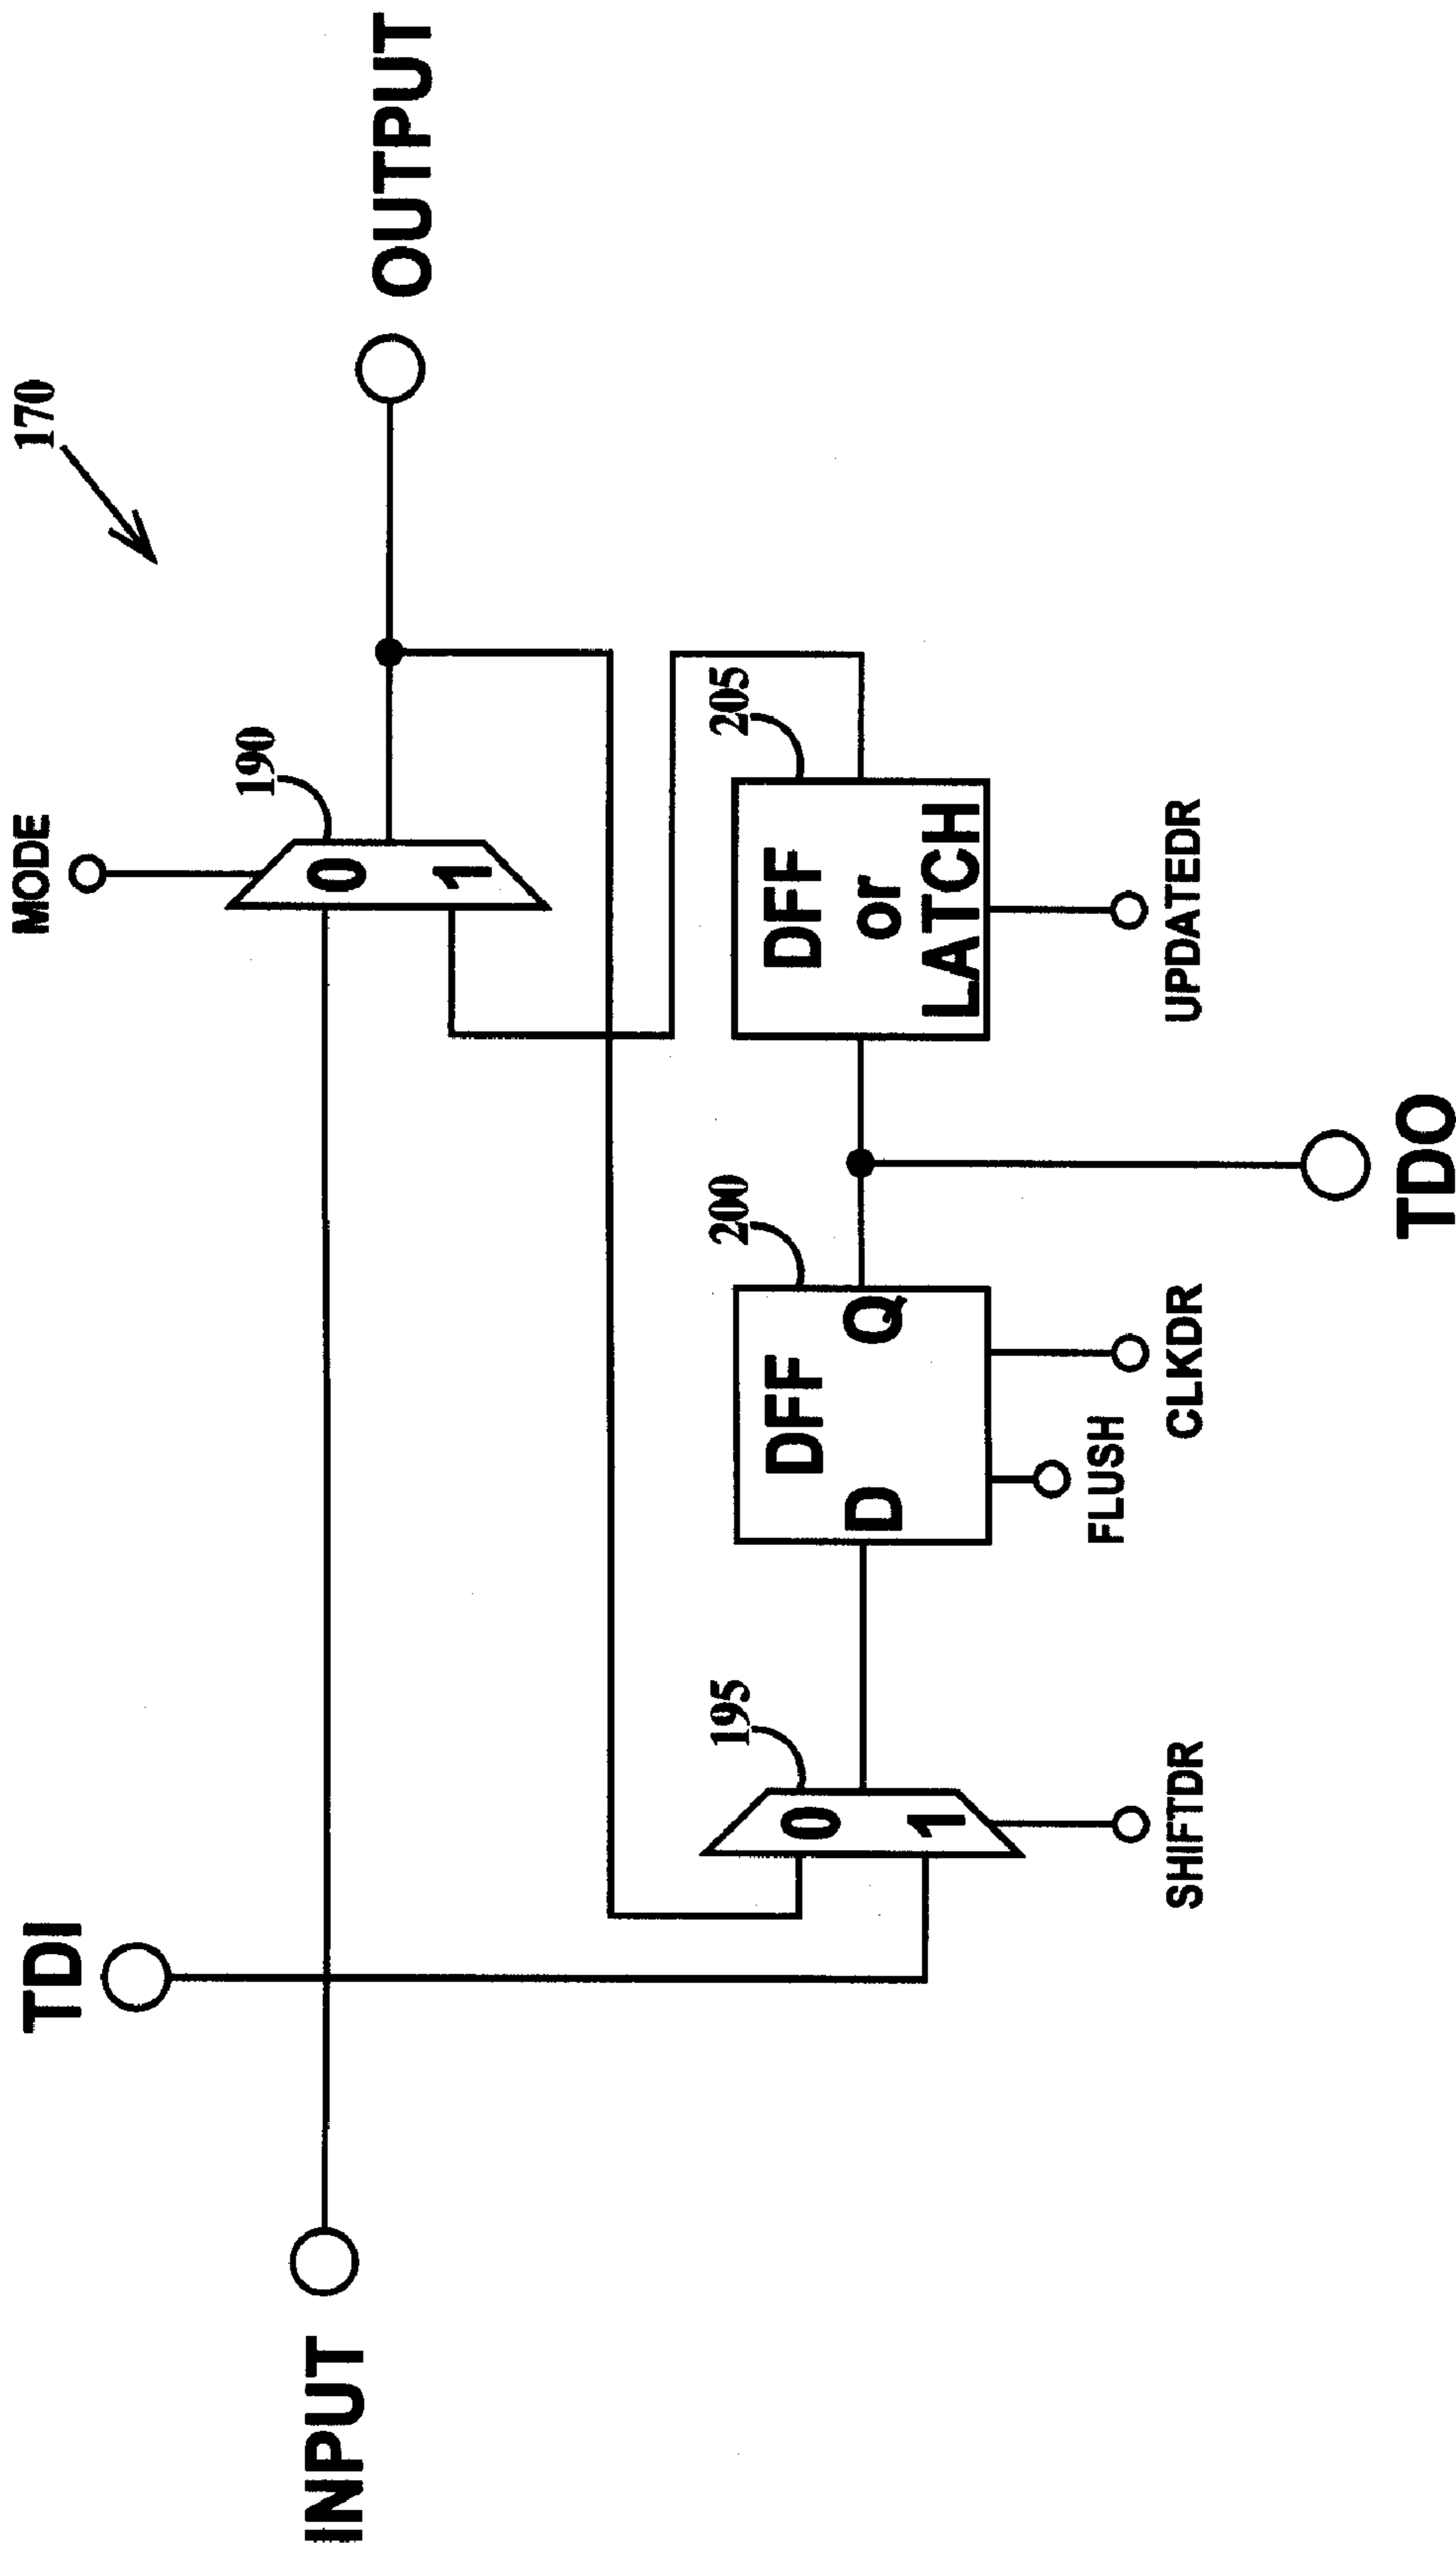 170
MODE
190
TDI
INPUT
OUTPUT
0
1
195
200
205
0
1
DFF
D
Q
DFF
or
LATCH
FLUSH
SHIFTDR
CLKDR
UPDATEDR
TDO